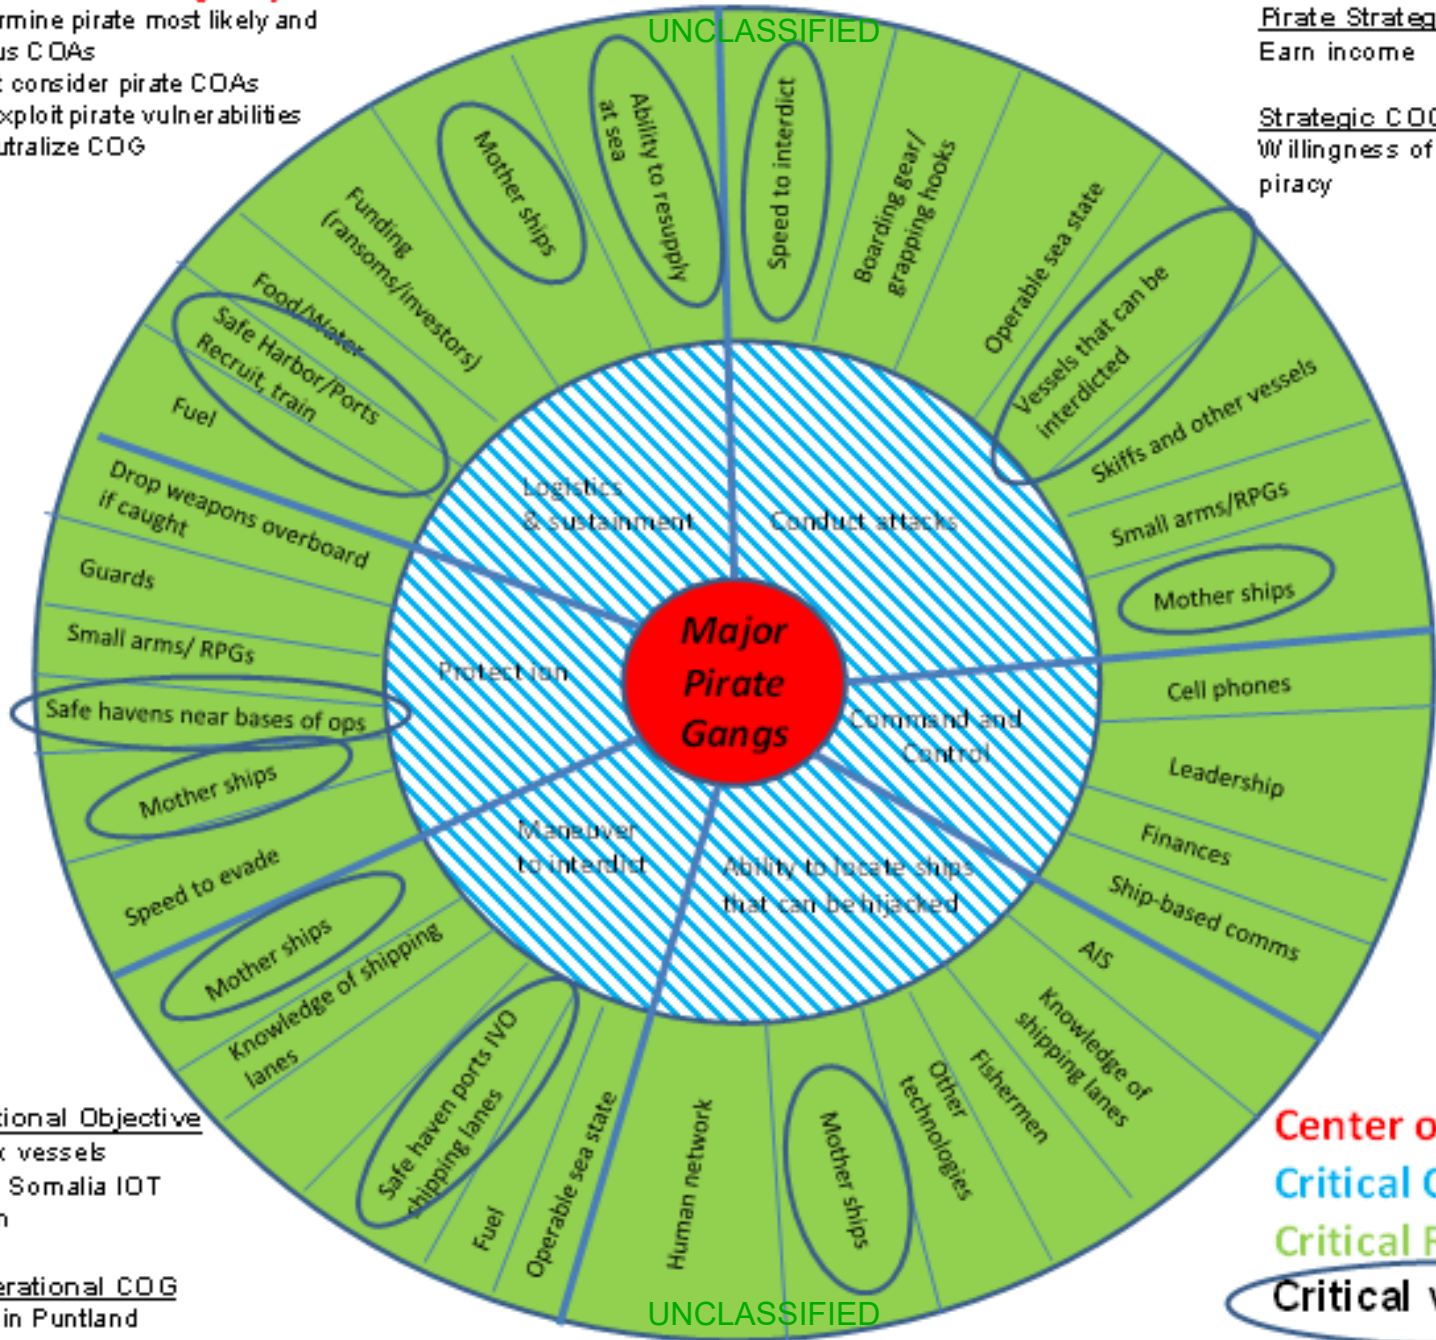 UNCLASSIFIED
rmine pirate most likely and
us COAs
t consider pirate COAs
xploit pirate vulnerabilities
utralize COG
Pirate Strateg
Earn income
Strategic COG
Willingness of
piracy
Ability to resupply
at sea
Speed to interdict
Boarding gear/
grapping hooks
Operable sea state
Vessels that can be
interdicted
Skiffs and other vessels
Small arms/RPGs
Mother ships
Mother ships
Funding
(ransoms/investors)
Food/Water
Safe Harbor/Ports
Recruit, train
Fuel
Drop weapons overboard
if caught
Guards
Small arms/ RPGs
Safe havens near bases of ops
Mother ships
Speed to evade
Logistics
& sustainment
Conduct attacks
Protection
Major
Pirate
Gangs
Command and
Control
Maneuver
to interdict
Ability to locate ships
that can be hijacked
Cell phones
Leadership
Finances
Ship-based comms
AIS
Knowledge of
shipping lanes
Fishermen
Other
technologies
Mother ships
Human network
Operable sea state
Fuel
Safe haven ports IVO
shipping lanes
Knowledge of shipping
lanes
Mother ships
tional Objective
x vessels
Somalia IOT
n
erational COG
in Puntland
Center o
Critical C
Critical R
Critical v
UNCLASSIFIED